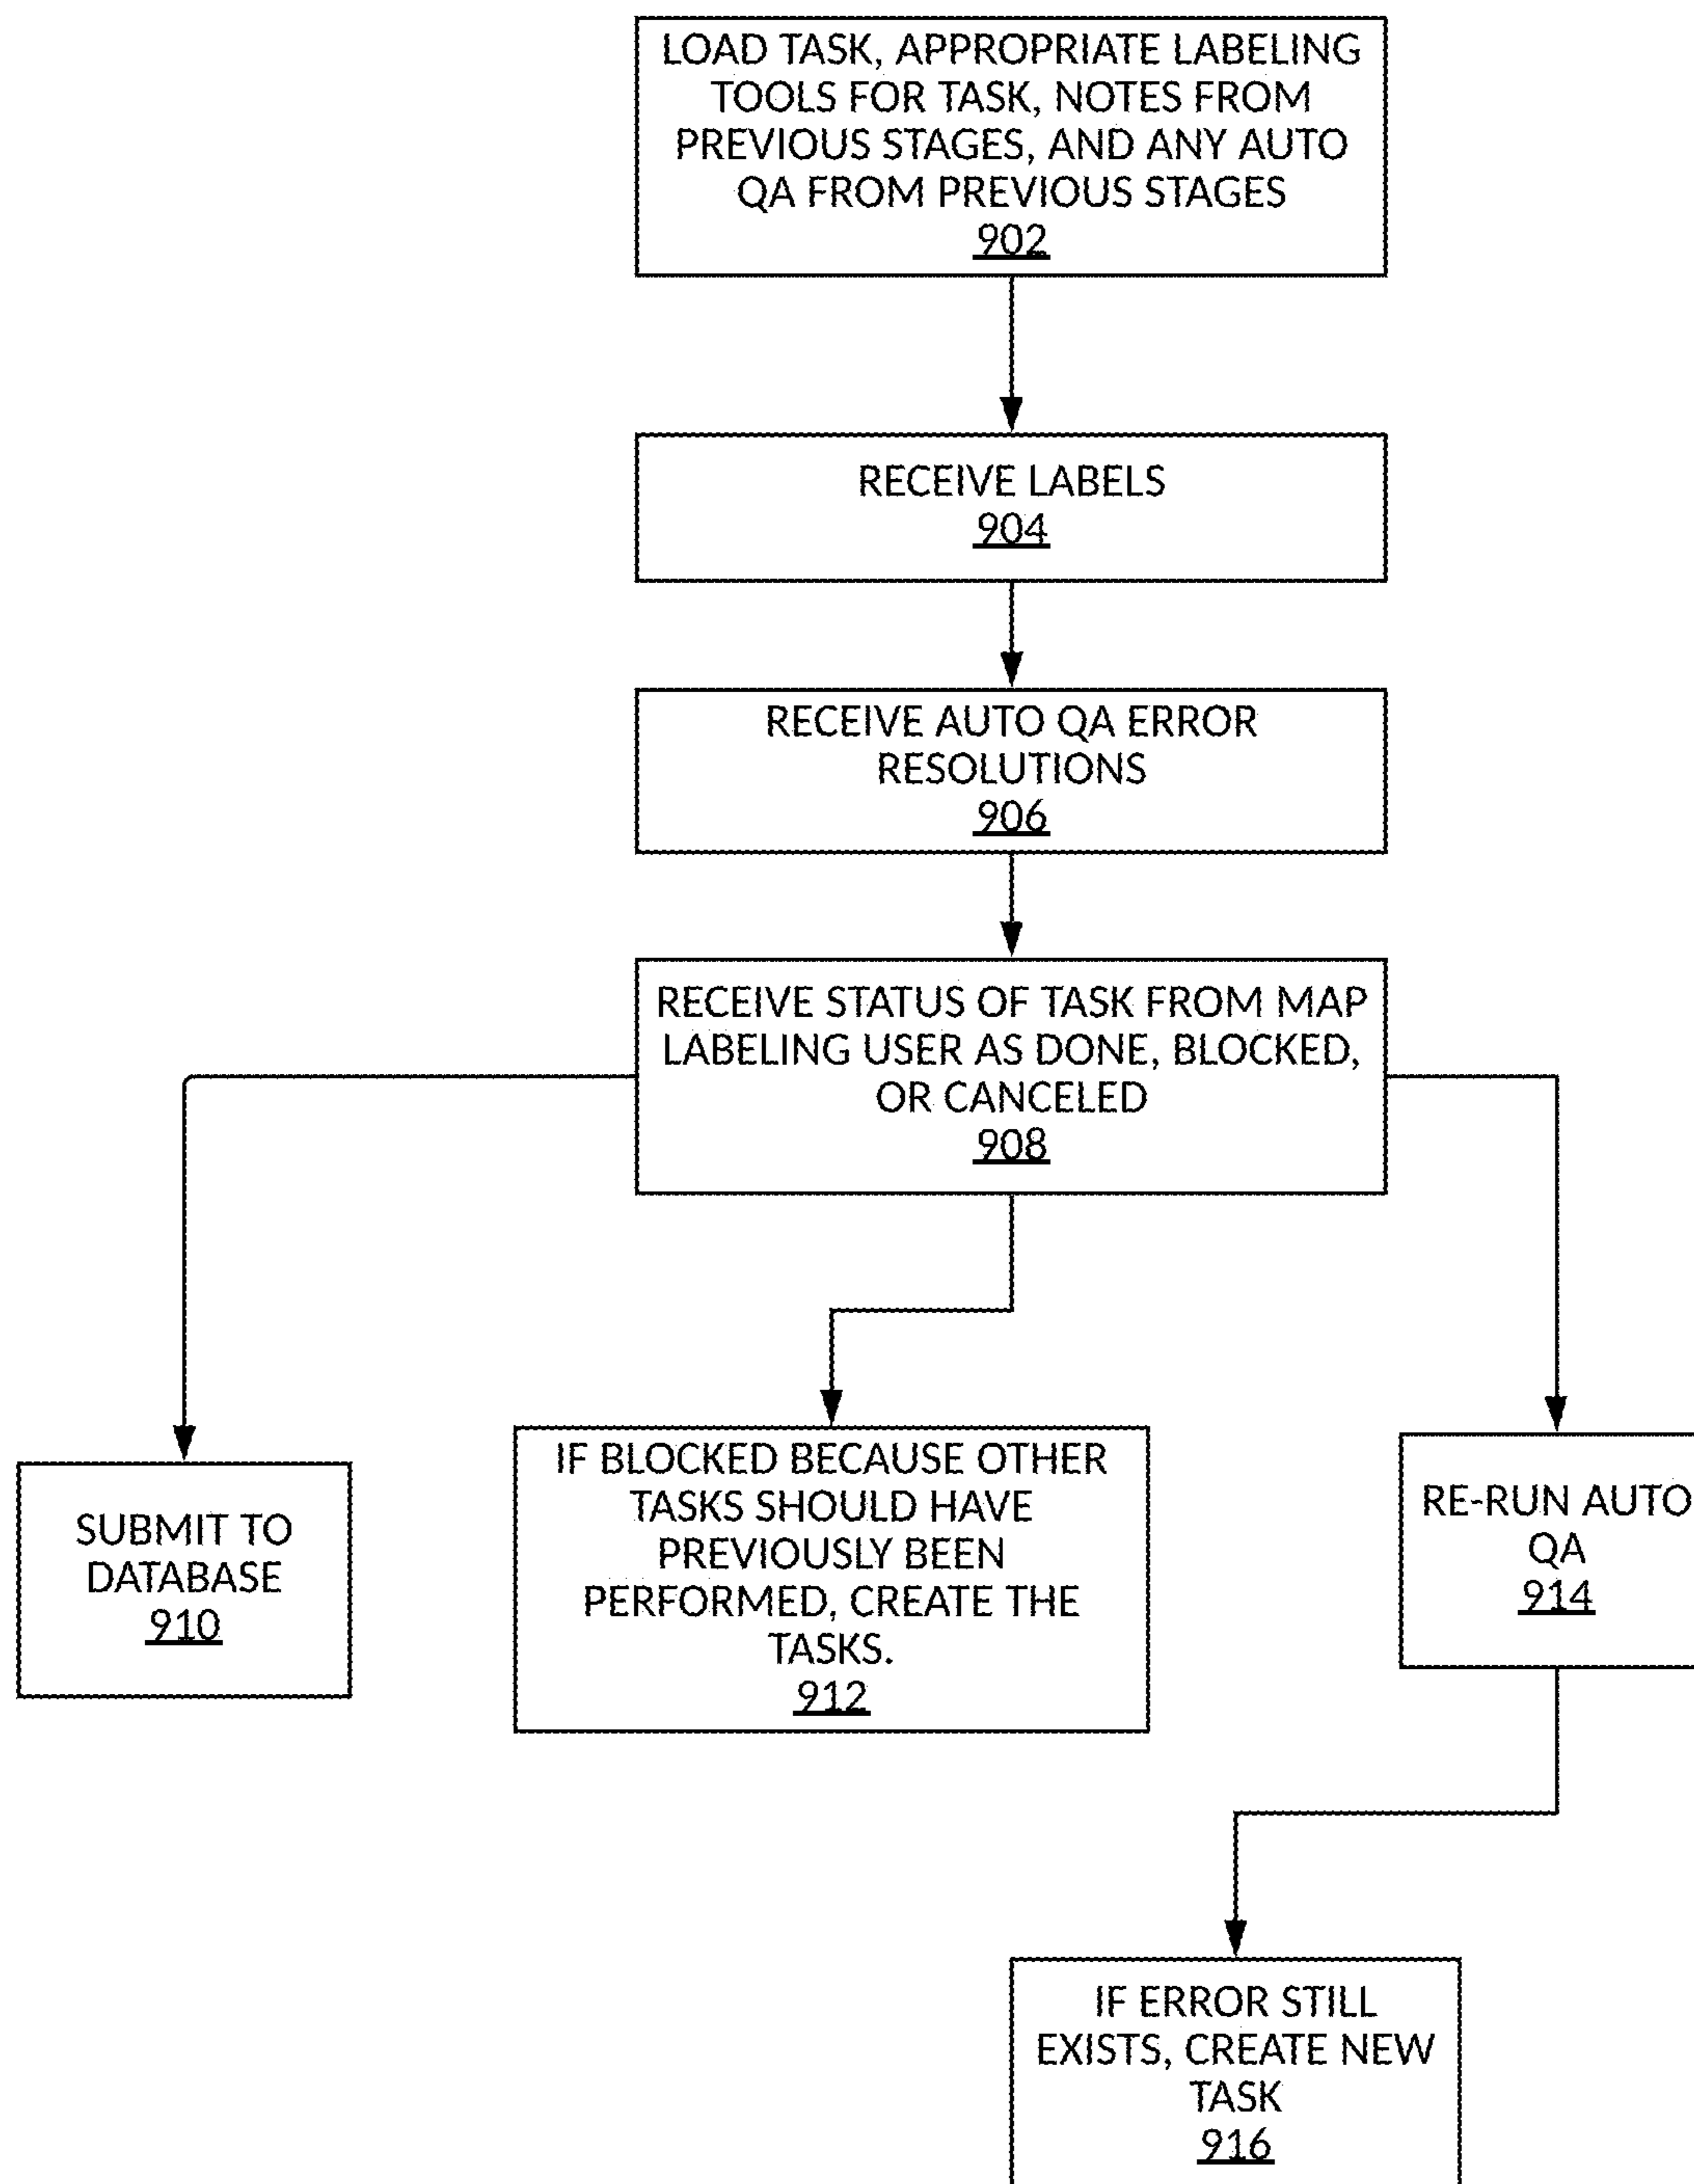 LOAD TASK, APPROPRIATE LABELING
TOOLS FOR TASK, NOTES FROM
PREVIOUS STAGES, AND ANY AUTO
QA FROM PREVIOUS STAGES
902
RECEIVE LABELS
904
RECEIVE AUTO QA ERROR
RESOLUTIONS
906
RECEIVE STATUS OF TASK FROM MAP
LABELING USER AS DONE, BLOCKED,
OR CANCELED
908
SUBMIT TO
DATABASE
910
IF BLOCKED BECAUSE OTHER
TASKS SHOULD HAVE
PREVIOUSLY BEEN
PERFORMED, CREATE THE
TASKS.
912
RE-RUN AUTO
QA
914
IF ERROR STILL
EXISTS, CREATE NEW
TASK
916